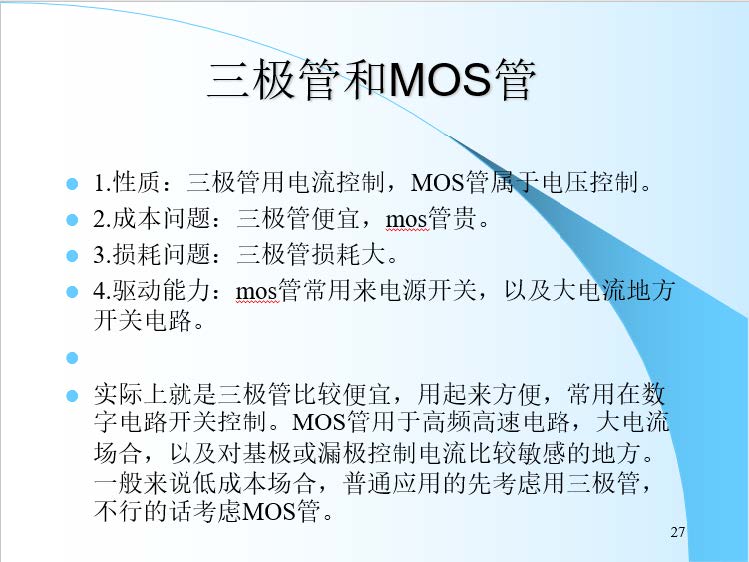 三极管和MOS管
1.性质：三极管用电流控制，MOS管属于电压控制。
2.成本问题：三极管便宜，mos管贵。
3.损耗问题：三极管损耗大。
4.驱动能力：mos管常用来电源开关，以及大电流地方
开关电路。
实际上就是三极管比较便宜，用起来方便，常用在数
字电路开关控制。MOS管用于高频高速电路，大电流
场合，以及对基极或漏极控制电流比较敏感的地方。
一般来说低成本场合，普通应用的先考虑用三极管，
不行的话考虑MOS管。
27